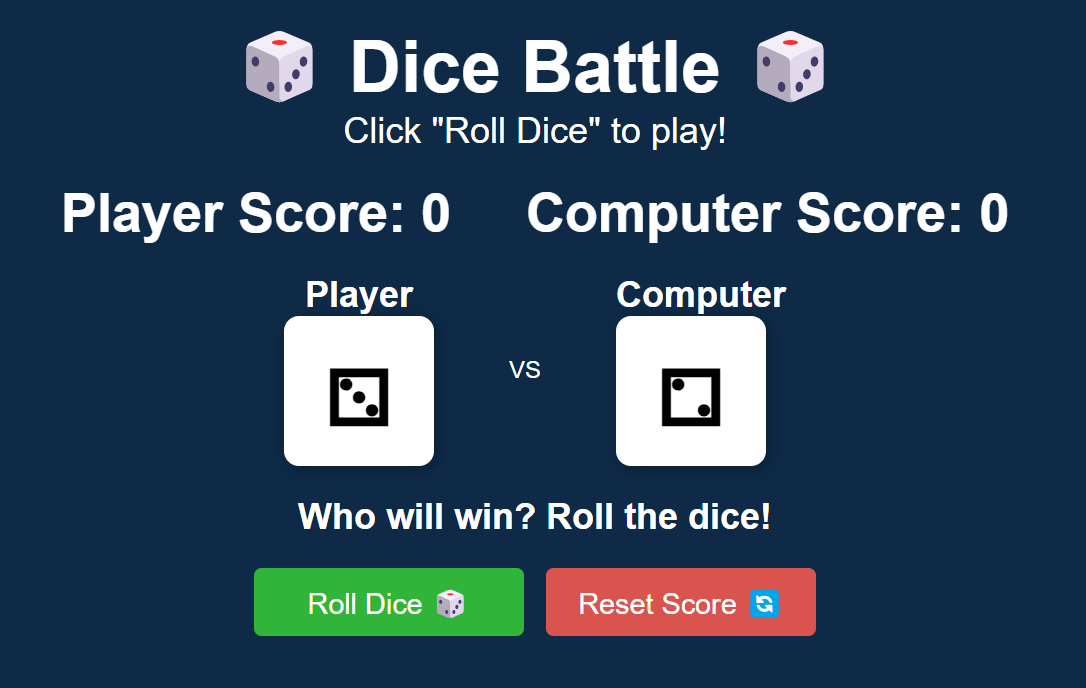 Dice Battle
Click "Roll Dice" to play!
Player Score: 0 Computer Score: 0
Player Computer
VS
Who will win? Roll the dice!
Roll Dice Reset Score